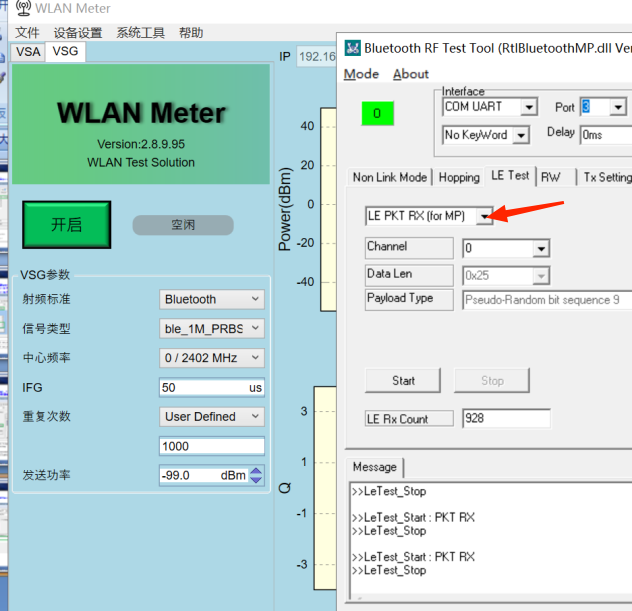 WLAN Meter
文件 设备设置 系统工具 帮助
VSA VSG
WLAN Meter
Version:2.8.9.95
WLAN Test Solution
开启
空闲
VSG参数
射频标准 Bluetooth
信号类型 ble_1M_PRBS
中心频率 0 / 2402 MHz
IFG 50 us
重复次数 User Defined
1000
发送功率 -99.0 dBm
IP 192.16
Power(dBm)
40
20
0
-20
-40
Q
3
1
-1
-3
Bluetooth RF Test Tool (RtlBluetoothMP.dll Ver
Mode About
0
Interface
COM UART Port 3
No KeyWord Delay 0ms
Non Link Mode Hopping LE Test RW Tx Setting
LE PKT RX (for MP)
Channel 0
Data Len 0x25
Payload Type Pseudo-Random bit sequence 9
Start Stop
LE Rx Count 928
Message
>>LeTest_Stop
>>LeTest_Start : PKT RX
>>LeTest_Stop
>>LeTest_Start : PKT RX
>>LeTest_Stop